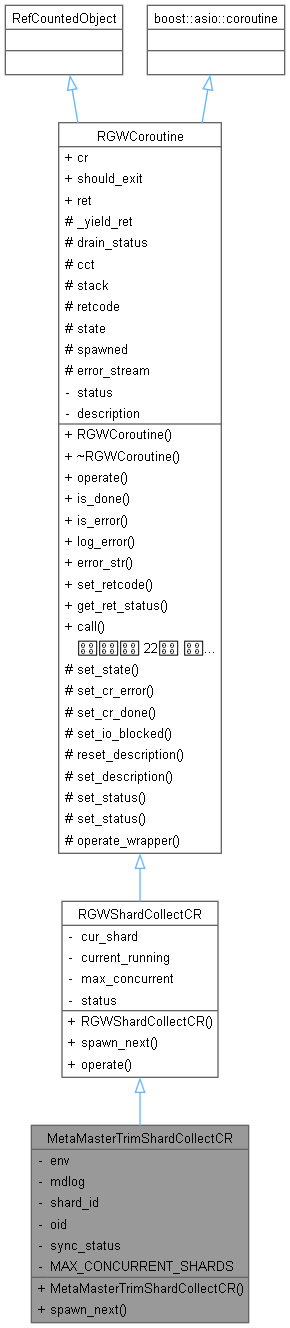 RefCountedObject
boost::asio::coroutine
RGWCoroutine
+ cr
+ should_exit
+ ret
# _yield_ret
# drain_status
# cct
# stack
# retcode
# state
# spawned
# error_stream
- status
- description
+ RGWCoroutine()
+ ~RGWCoroutine()
+ operate()
+ is_done()
+ is_error()
+ log_error()
+ error_str()
+ set_retcode()
+ get_ret_status()
+ call()
22 ...
# set_state()
# set_cr_error()
# set_cr_done()
# set_io_blocked()
# reset_description()
# set_description()
# set_status()
# set_status()
# operate_wrapper()
RGWShardCollectCR
- cur_shard
- current_running
- max_concurrent
- status
+ RGWShardCollectCR()
+ spawn_next()
+ operate()
MetaMasterTrimShardCollectCR
- env
- mdlog
- shard_id
- oid
- sync_status
- MAX_CONCURRENT_SHARDS
+ MetaMasterTrimShardCollectCR()
+ spawn_next()